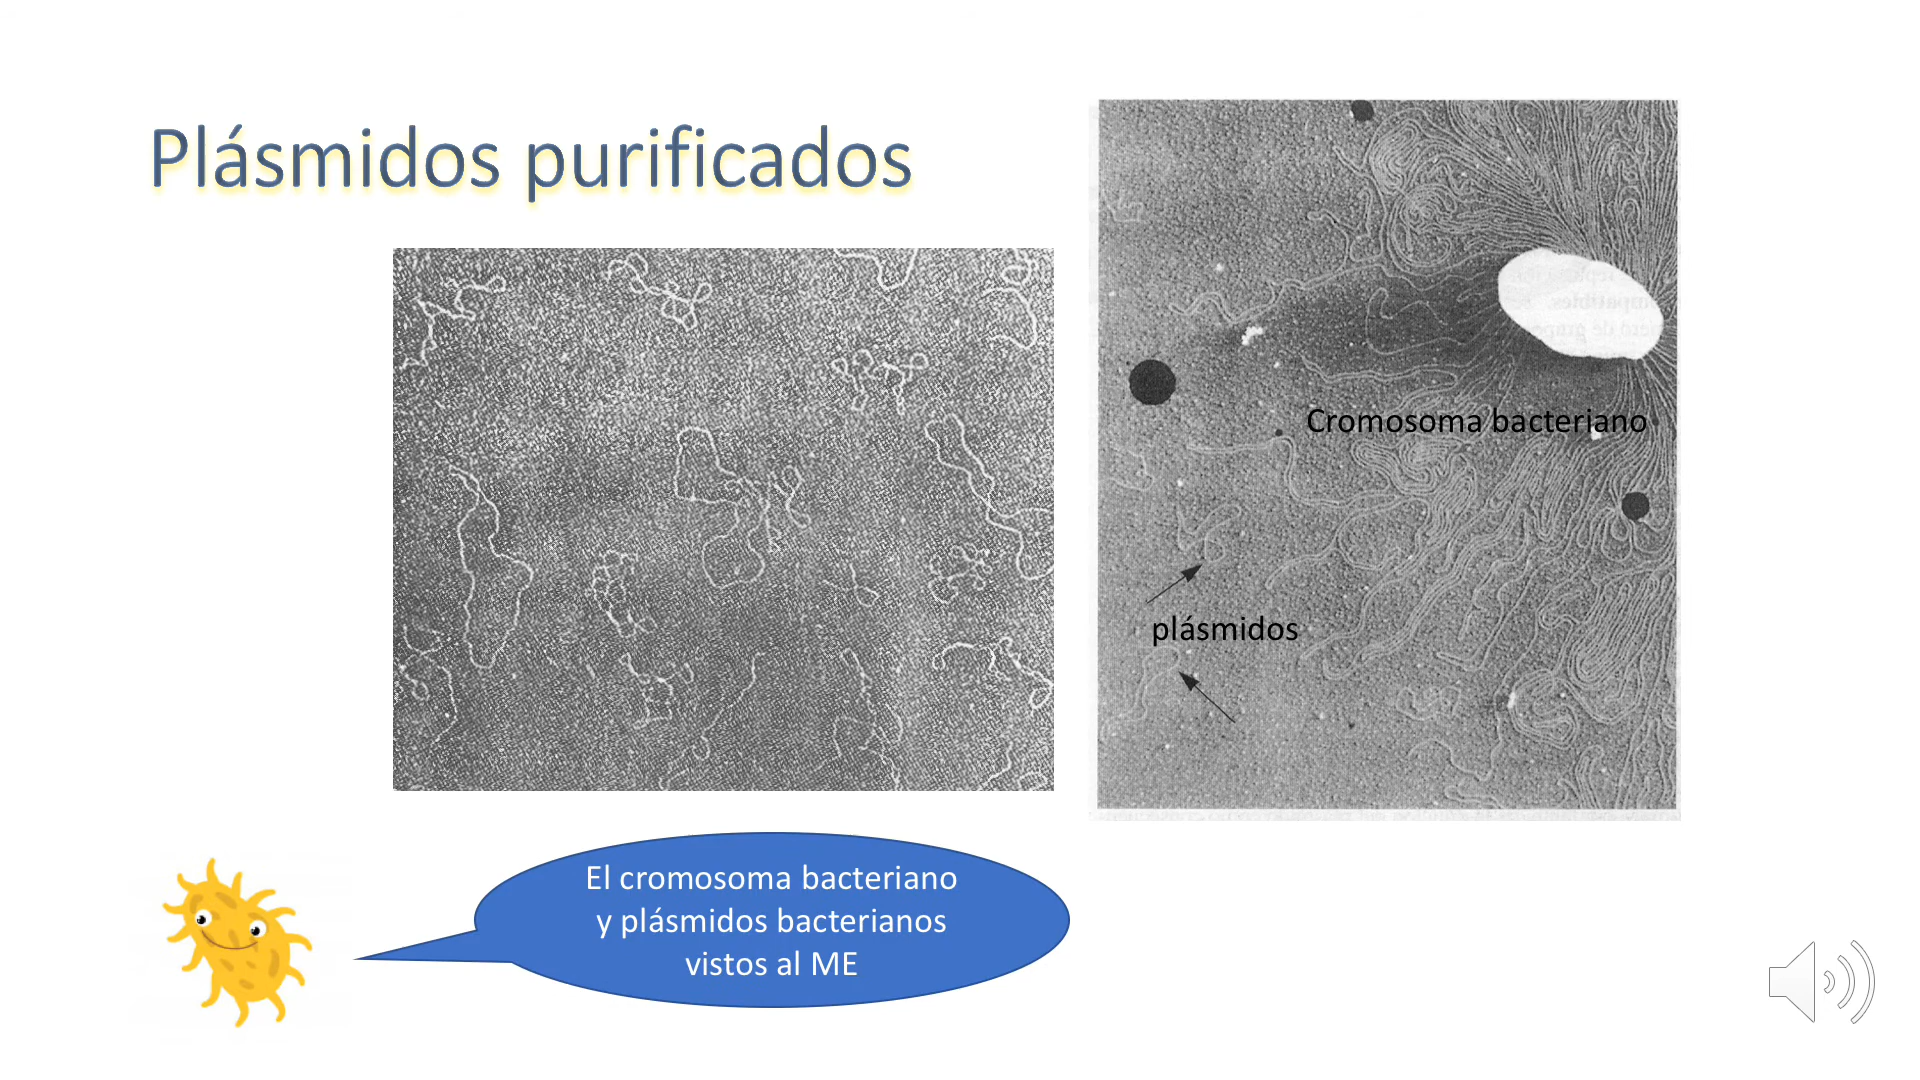 Plásmidos purificados
Cromosoma bacteriano
plásmidos
El cromosoma bacteriano
y plásmidos bacterianos
vistos al ME